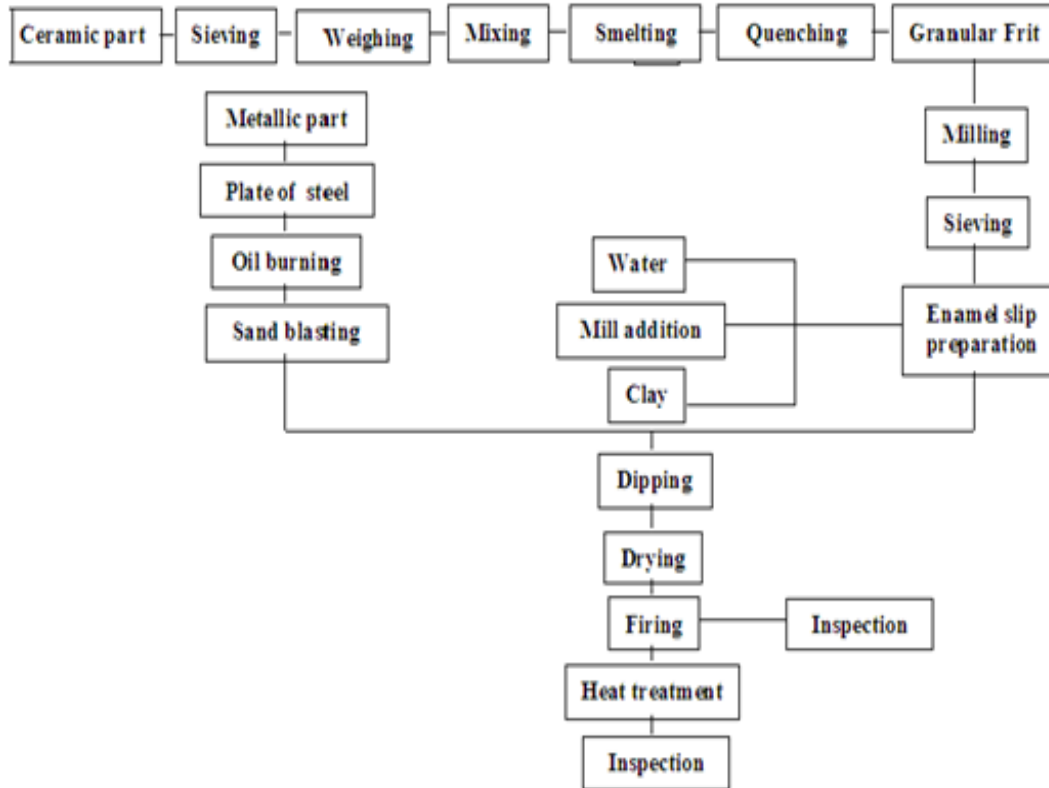 Ceramic part
Sieving
Weighing
Mixing
Smelting
Quenching
Granular Frit
Metallic part
Milling
Plate of steel
Sieving
Oil burning
Water
Sand blasting
Mill addition
Enamel slip
preparation
Clay
Dipping
Drying
Firing
Inspection
Heat treatment
Inspection